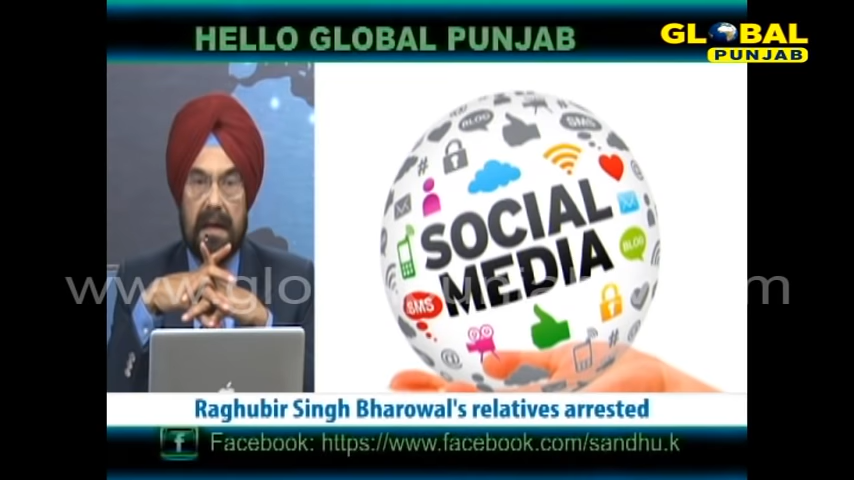 HELLO GLOBAL PUNJAB
GLOBAL
PUNJAB
BLOG
SMS
SOCIAL
MEDIA
BLOG
SMS
Raghubir Singh Bharowal's relatives arrested
Facebook: https://www.facebook.com/sandhu.k